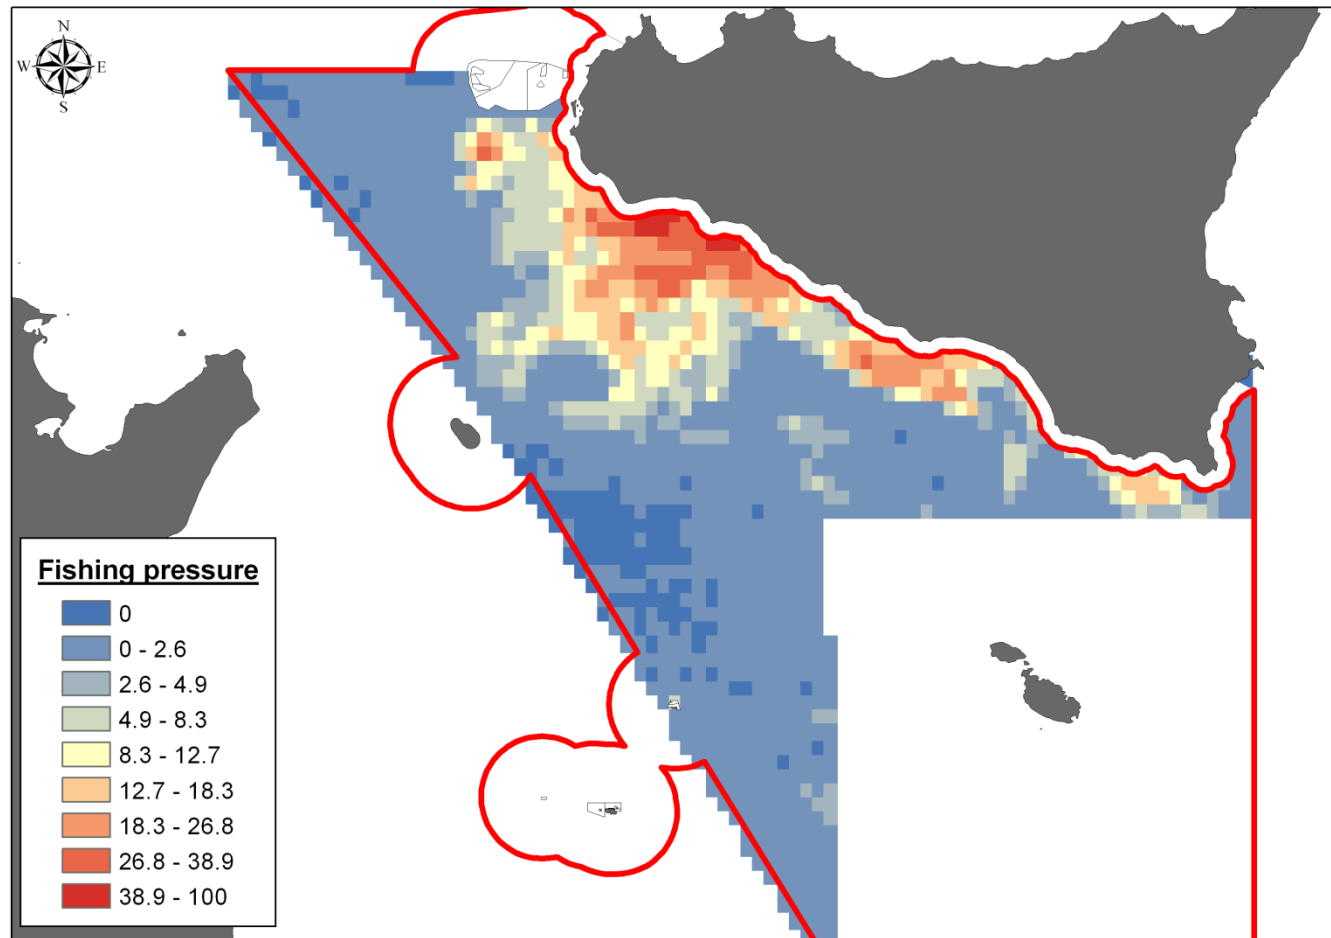 N
W E
S
Fishing pressure
0
0 - 2.6
2.6 - 4.9
4.9 - 8.3
8.3 - 12.7
12.7 - 18.3
18.3 - 26.8
26.8 - 38.9
38.9 - 100